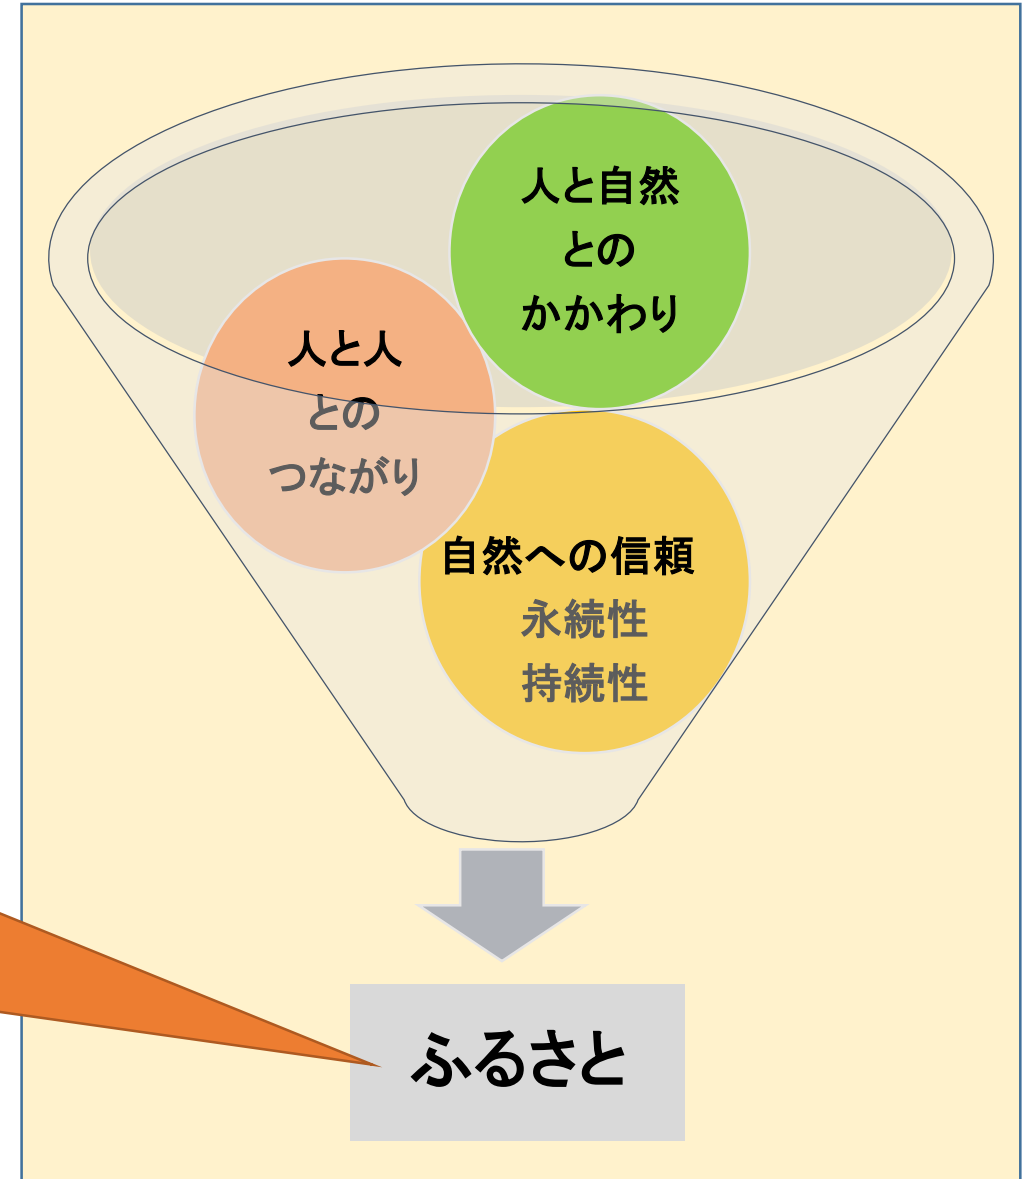 人と自然
との
かかわり
人と人
との
つながり
自然への信頼
永続性
持続性
ふるさと